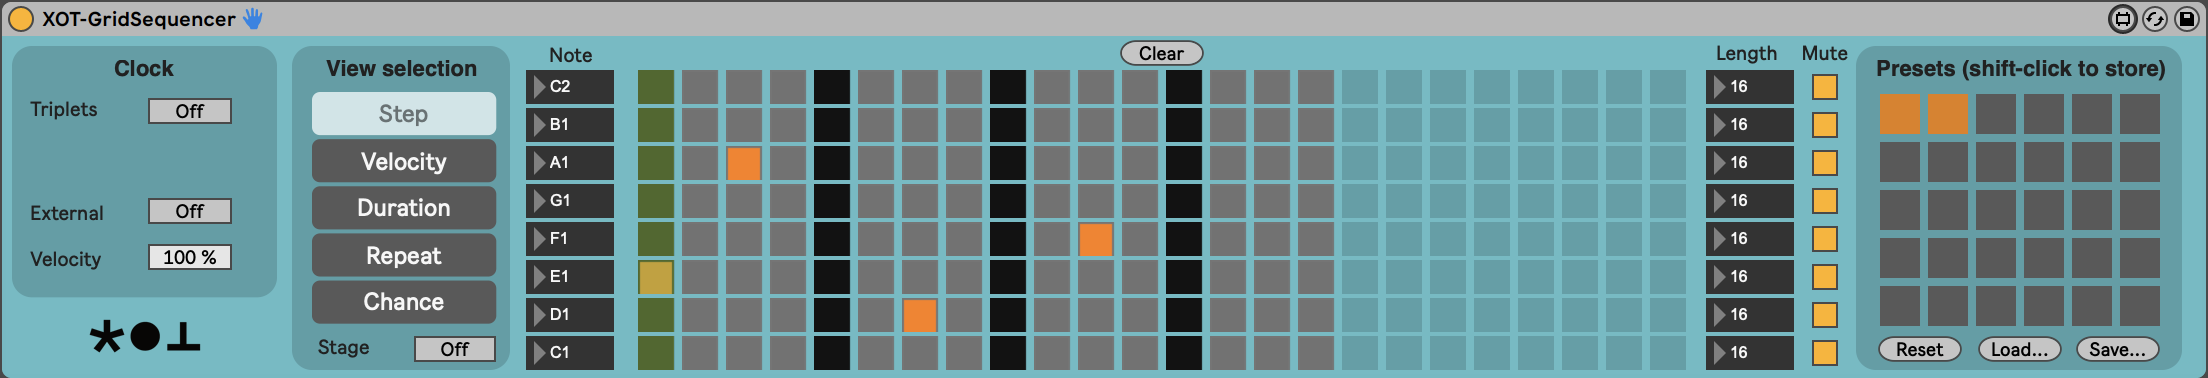 XOT-GridSequencer
Clock
Triplets Off
External Off
Velocity 100 %
View selection
Step
Velocity
Duration
Repeat
Chance
Stage Off
Note Clear Length Mute
C2 16
B1 16
A1 16
G1 16
F1 16
E1 16
D1 16
C1 16
Presets (shift-click to store)
Reset Load... Save...